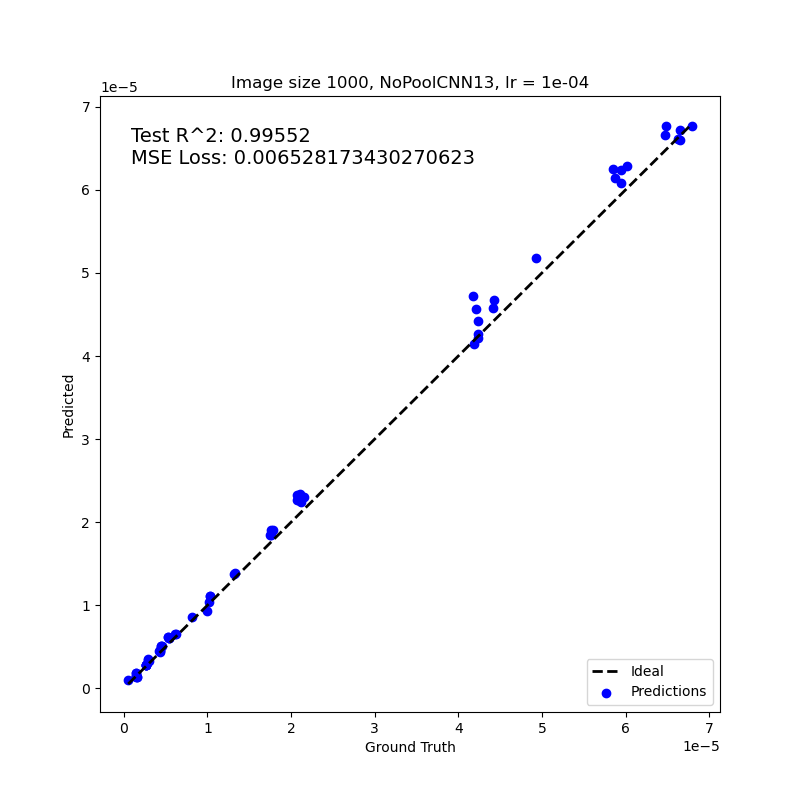 Image size 1000, NoPoolCNN13, lr = 1e-04
1e−5
Test R^2: 0.99552
MSE Loss: 0.006528173430270623
7
6
5
4
3
2
1
0
Predicted
Ideal
Predictions
0 1 2 3 4 5 6 7
Ground Truth
1e−5